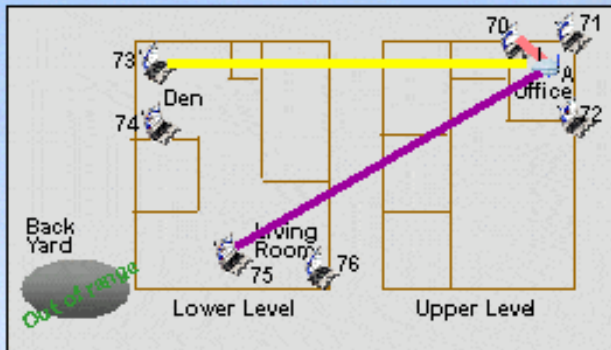 70
71
73
A
Den
Office
74
72
Back
Yard
Living
Room
75
76
Out of range
Lower Level
Upper Level